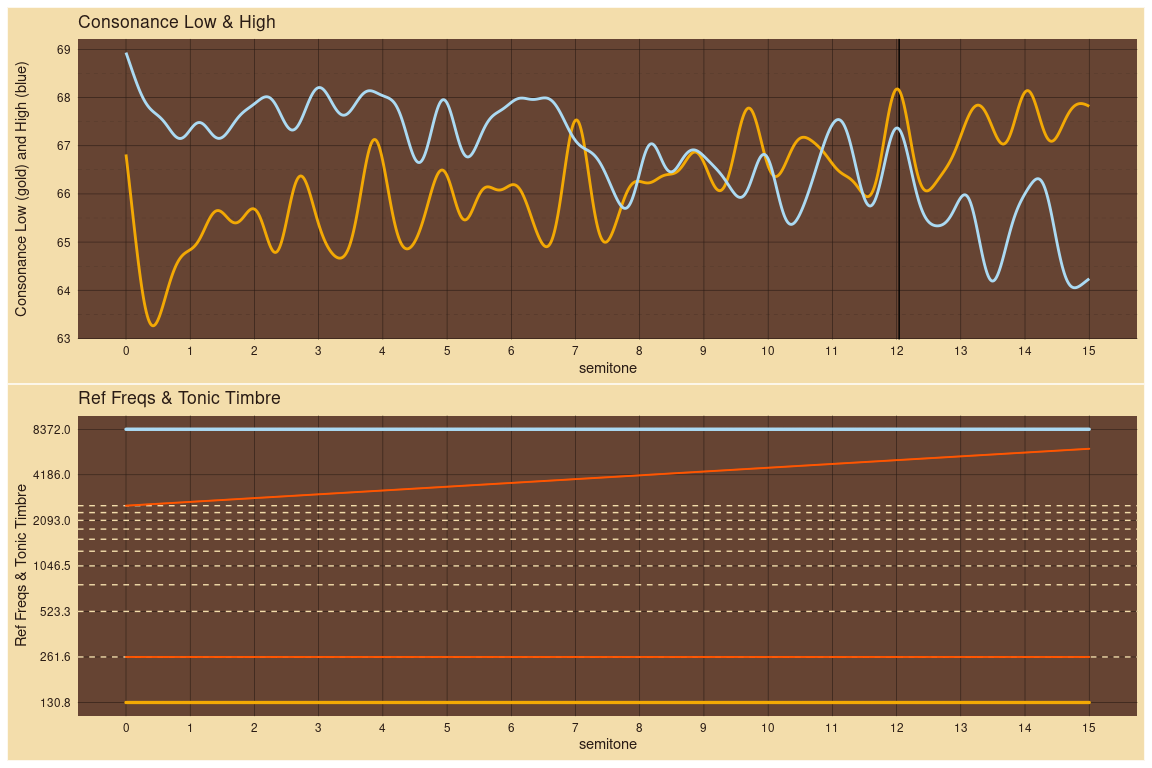 Consonance Low & High
Consonance Low (gold) and High (blue)
69
68
67
66
65
64
63
0 1 2 3 4 5 6 7 8 9 10 11 12 13 14 15
semitone
Ref Freqs & Tonic Timbre
Ref Freqs & Tonic Timbre
8372.0
4186.0
2093.0
1046.5
523.3
261.6
130.8
0 1 2 3 4 5 6 7 8 9 10 11 12 13 14 15
semitone